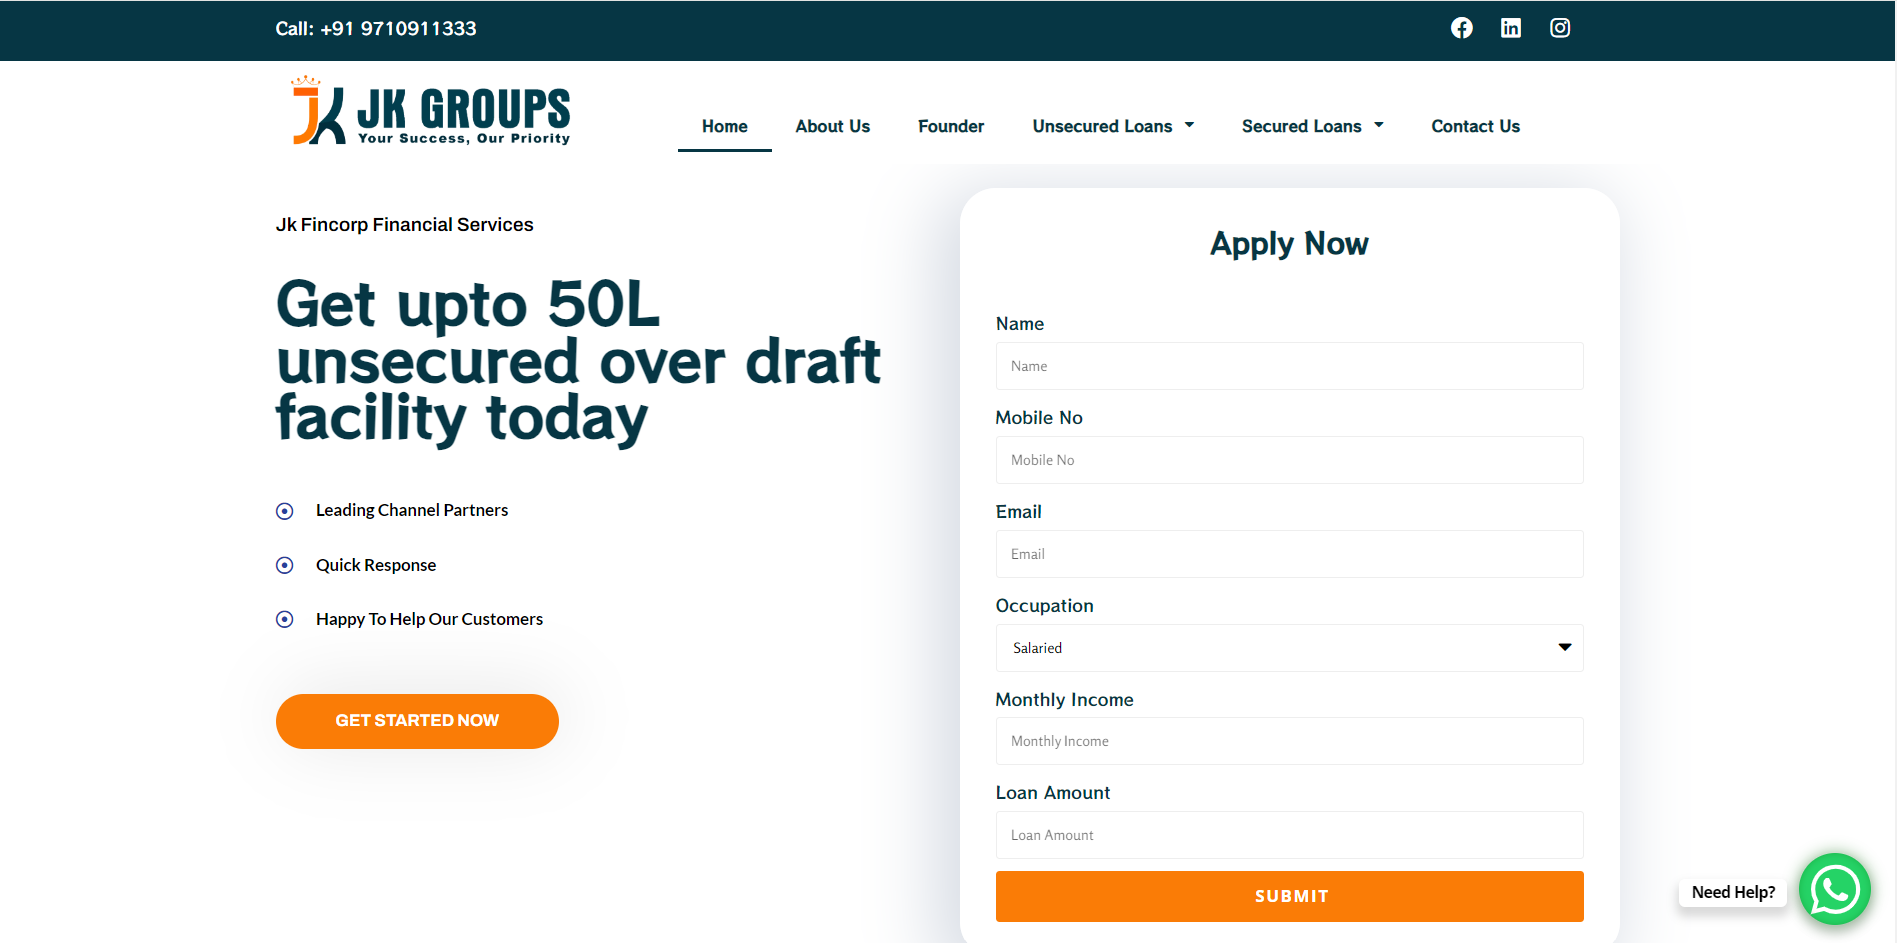 Call: +91 9710911333
JK GROUPS
Your Success, Our Priority
Home About Us Founder Unsecured Loans Secured Loans Contact Us
Jk Fincorp Financial Services
Get upto 50L
unsecured over draft
facility today
Leading Channel Partners
Quick Response
Happy To Help Our Customers
GET STARTED NOW
Apply Now
Name
Name
Mobile No
Mobile No
Email
Email
Occupation
Salaried
Monthly Income
Monthly Income
Loan Amount
Loan Amount
SUBMIT
Need Help?